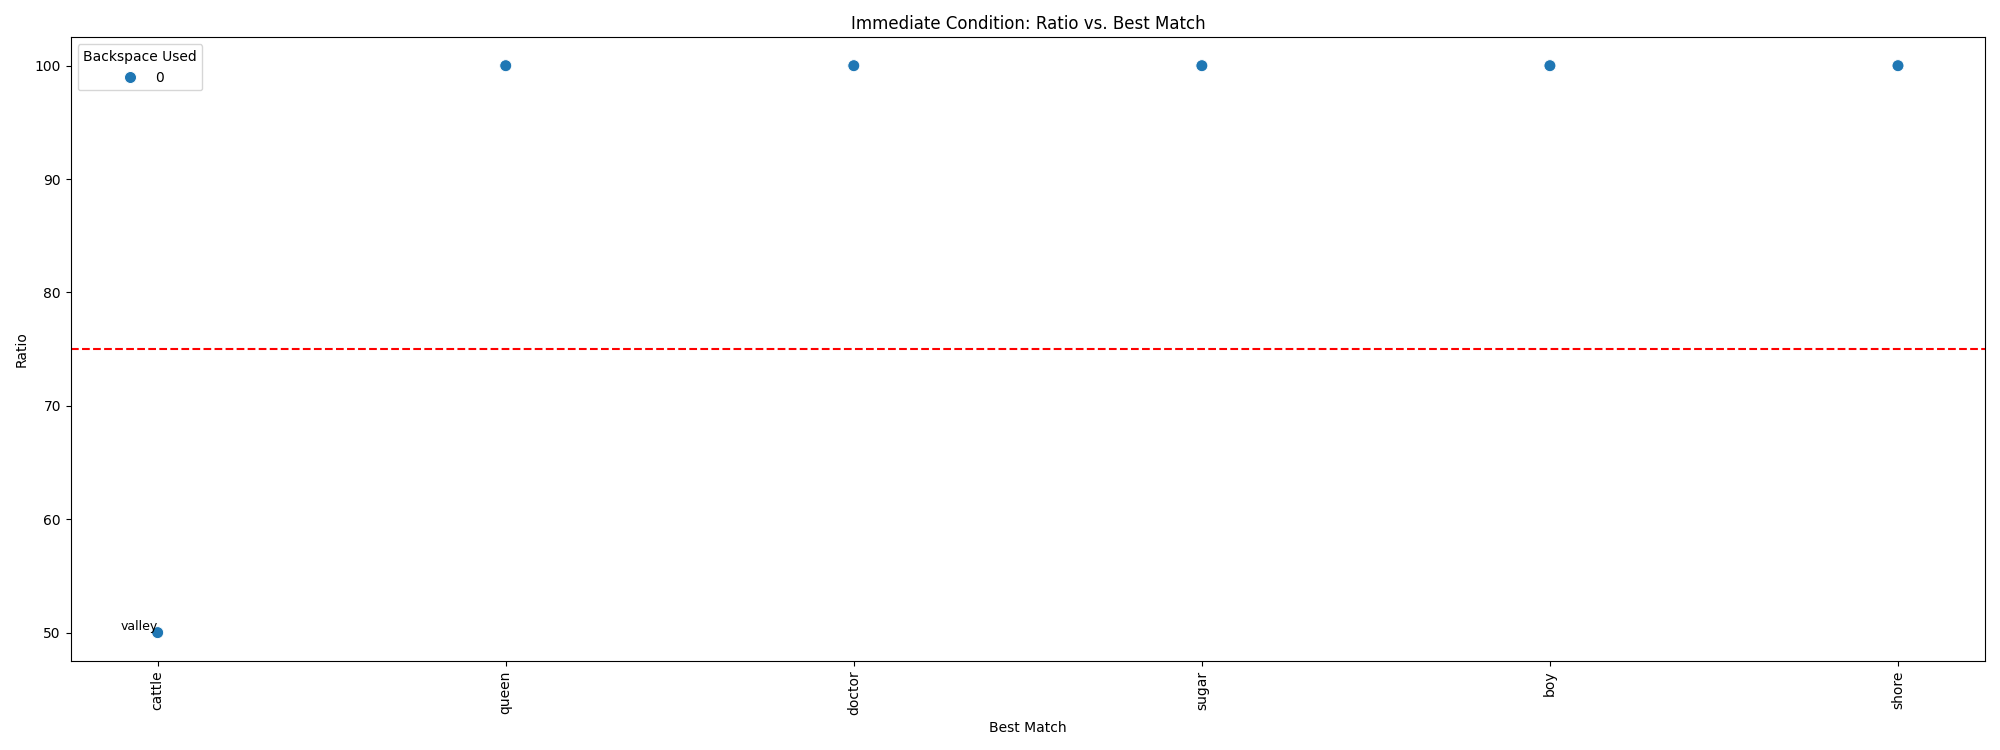 Immediate Condition: Ratio vs. Best Match
Backspace Used
0
100
90
80
70
60
50
Ratio
valley
cattle
queen
doctor
sugar
boy
shore
Best Match